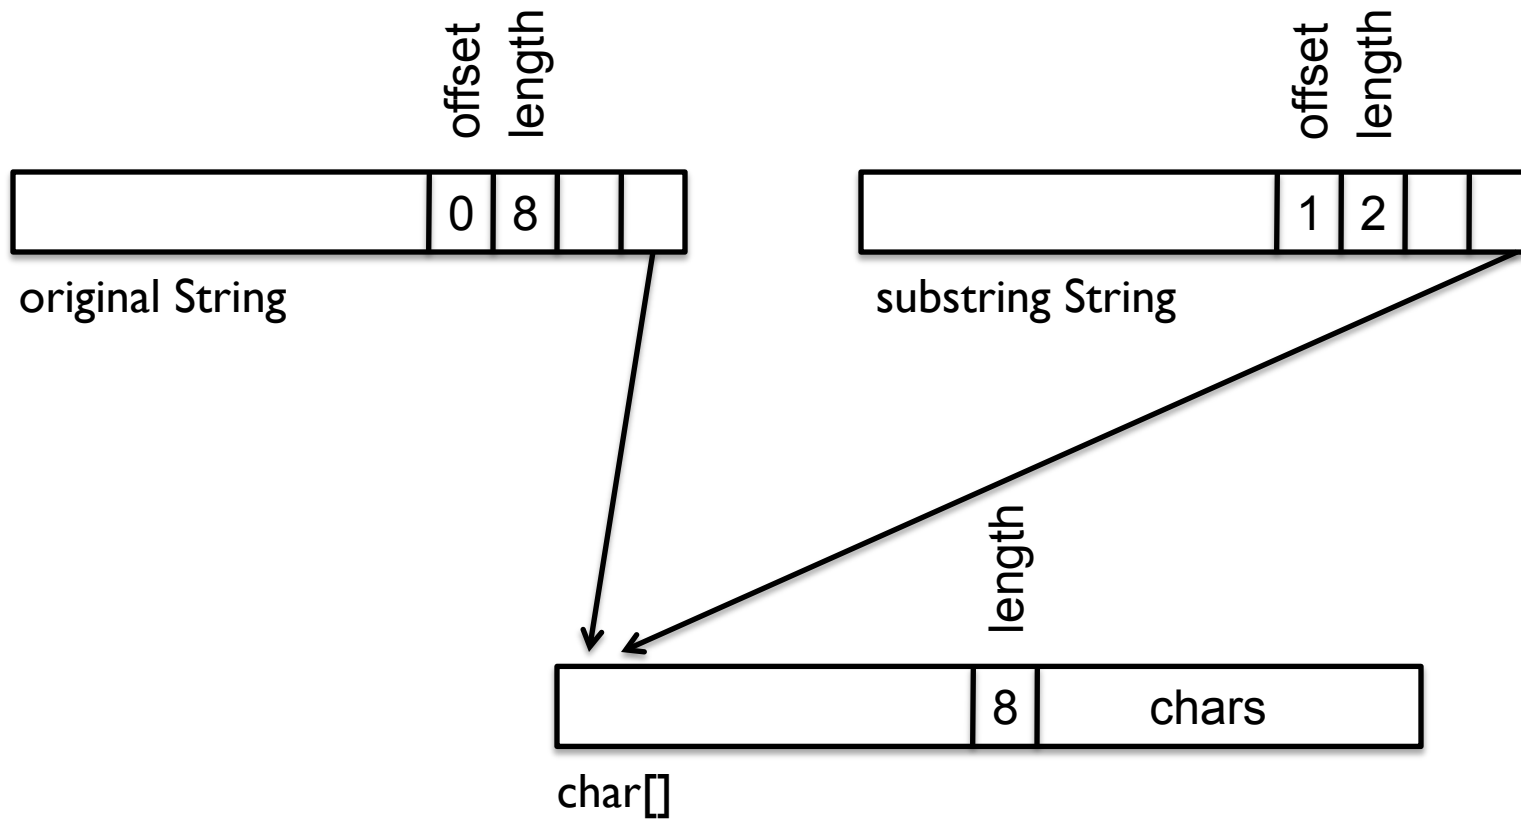 offset
length
offset
length
0 8
1 2
original String
substring String
length
8 chars
char[]